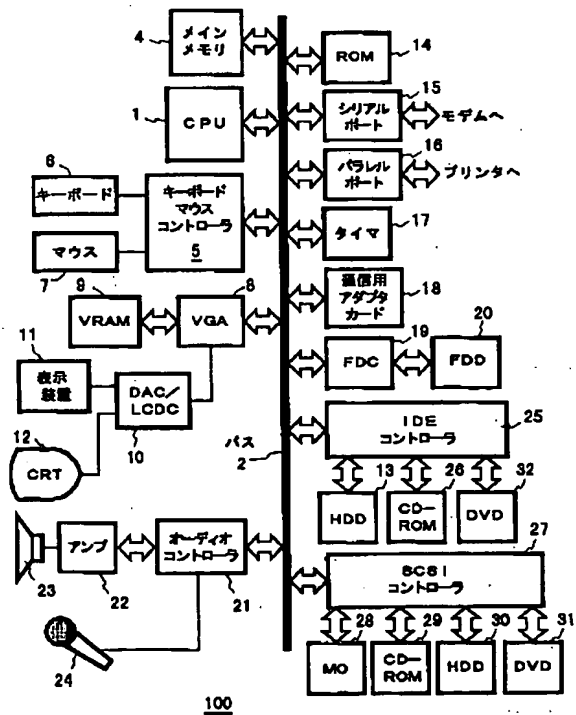 4
メイン
メモリ
1
CPU
6
キーボード
キーボード
マウス
コントローラ
5
マウス
7
9
VRAM
8
VGA
11
表示
装置
DAC/
LCDC
10
12
CRT
バス
2
アンプ
22
23
オーディオ
コントローラ
21
24
ROM
14
15
シリアル
ポート
モデムへ
16
パラレル
ポート
プリンタへ
タイマ
17
通信用
アダプタ
カード
18
19
FDC
20
FDD
IDE
コントローラ
25
13
HDD
26
CD-
ROM
32
DVD
27
SCSI
コントローラ
28
MO
29
CD-
ROM
30
HDD
31
DVD
100